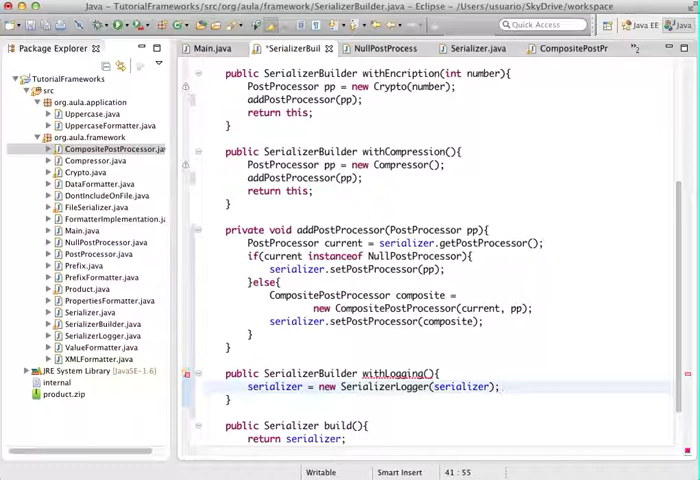 Java - TutorialFrameworks/src/org/aula/framework/SerializerBuilder.java - Eclipse - /Users/usuario/SkyDrive/workspace
Quick Access
Java EE
Java
Package Explorer
Main.java
*SerializerBuil
NullPostProcess
Serializer.java
CompositePostPr
»2
TutorialFrameworks
src
org.aula.application
Uppercase.java
UppercaseFormatter.java
org.aula.framework
CompositePostProcessor.jav
Compressor.java
Crypto.java
DataFormatter.java
DontIncludeOnFile.java
FileSerializer.java
FormatterImplementation.j
Main.java
NullPostProcessor.java
PostProcessor.java
Prefix.java
PrefixFormatter.java
Product.java
PropertiesFormatter.java
Serializer.java
SerializerBuilder.java
SerializerLogger.java
ValueFormatter.java
XMLFormatter.java
JRE System Library [JavaSE-1.6]
internal
product.zip
public SerializerBuilder withEncription(int number){
PostProcessor pp = new Crypto(number);
addPostProcessor(pp);
return this;
}
public SerializerBuilder withCompression(){
PostProcessor pp = new Compressor();
addPostProcessor(pp);
return this;
}
private void addPostProcessor(PostProcessor pp){
PostProcessor current = serializer.getPostProcessor();
if(current instanceof NullPostProcessor){
serializer.setPostProcessor(pp);
}else{
CompositePostProcessor composite =
new CompositePostProcessor(current, pp);
serializer.setPostProcessor(composite);
}
}
public SerializerBuilder withLogging(){
serializer = new SerializerLogger(serializer);
}
public Serializer build(){
return serializer;
Writable
Smart Insert
41 : 55